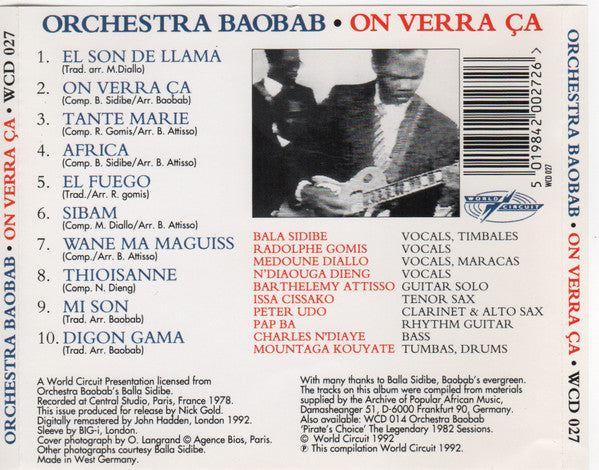 ORCHESTRA BAOBAB • ON VERRA ÇA
ORCHESTRA BAOBAB • ON VERRA ÇA • WCD 027
1. EL SON DE LLAMA
(Trad. arr. M.Diallo)
2. ON VERRA ÇA
(Comp. B. Sidibe/Arr. Baobab)
3. TANTE MARIE
(Comp. R. Gomis/Arr. B. Attisso)
4. AFRICA
(Comp. B. Sidibe/Arr. B. Attisso)
5. EL FUEGO
(Trad./Arr. R. gomis)
6. SIBAM
(Comp. M. Diallo/Arr. B. Attisso)
7. WANE MA MAGUISS
(Comp./Arr. B. Attisso)
8. THIOISANNE
(Comp. N. Dieng)
9. MI SON
(Trad. Arr Baobab)
10. DIGON GAMA
(Trad. Arr. Baobab)
5 019842 002726 >
WCD 027
WORLD
CIRCUIT
BALA SIDIBE VOCALS, TIMBALES
RADOLPHE GOMIS VOCALS
MEDOUNE DIALLO VOCALS, MARACAS
N'DIAOUGA DIENG VOCALS
BARTHELEMY ATTISSO GUITAR SOLO
ISSA CISSAKO TENOR SAX
PETER UDO CLARINET & ALTO SAX
PAP BA RHYTHM GUITAR
CHARLES N'DIAYE BASS
MOUNTAGA KOUYATE TUMBAS, DRUMS
A World Circuit Presentation licensed from
Orchestra Baobab's Balla Sidibe.
Recorded at Central Studio, Paris, France 1978.
This issue produced for release by Nick Gold.
Digitally remastered by John Hadden, London 1992.
Sleeve by BIG-i, London.
Cover photograph by O. Langrand © Agence Bios, Paris.
Other photographs courtesy Balla Sidibe.
Made in West Germany.
With many thanks to Balla Sidibe, Baobab's evergreen.
The tracks on this album were compiled from materials
supplied by the Archive of Popular African Music,
Damasheanger 51, D-6000 Frankfurt 90, Germany.
Also available: WCD 014 Orchestra Baobab
'Pirate's Choice' The Legendary 1982 Sessions.
© World Circuit 1992
℗ This compilation World Circuit 1992.
ORCHESTRA BAOBAB • ON VERRA ÇA • WCD 027